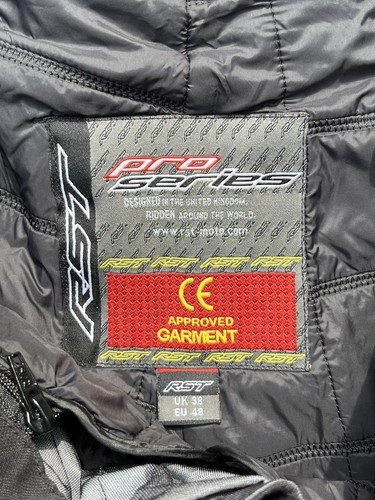 RST
pro
series
DESIGNED IN THE UNITED KINGDOM.
RIDDEN AROUND THE WORLD.
www.rst-moto.com
RST RST RST RST
CE
APPROVED
GARMENT
RST RST RST RST
RST
UK 38
EU 48